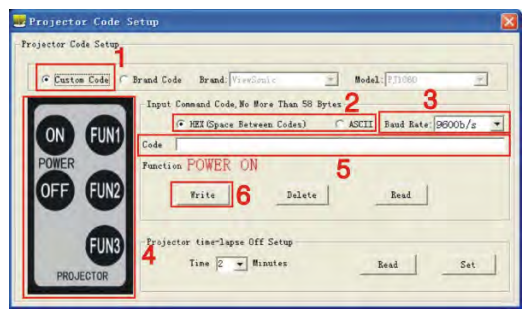 Projector Code Setup
Projector Code Setup
1
Custom Code
Brand Code
Brand: ViewSonic
Model: PJ1060
Input Command Code, No More Than 58 Bytes
2
3
HEX(Space Between Codes)
ASCII
Baud Rate: 9600b/s
Code
Function POWER ON
5
Write
6
Delete
Read
ON
FUN1
POWER
OFF
FUN2
FUN3
PROJECTOR
4
Projector time-lapse Off Setup
Time 2 Minutes
Read
Set